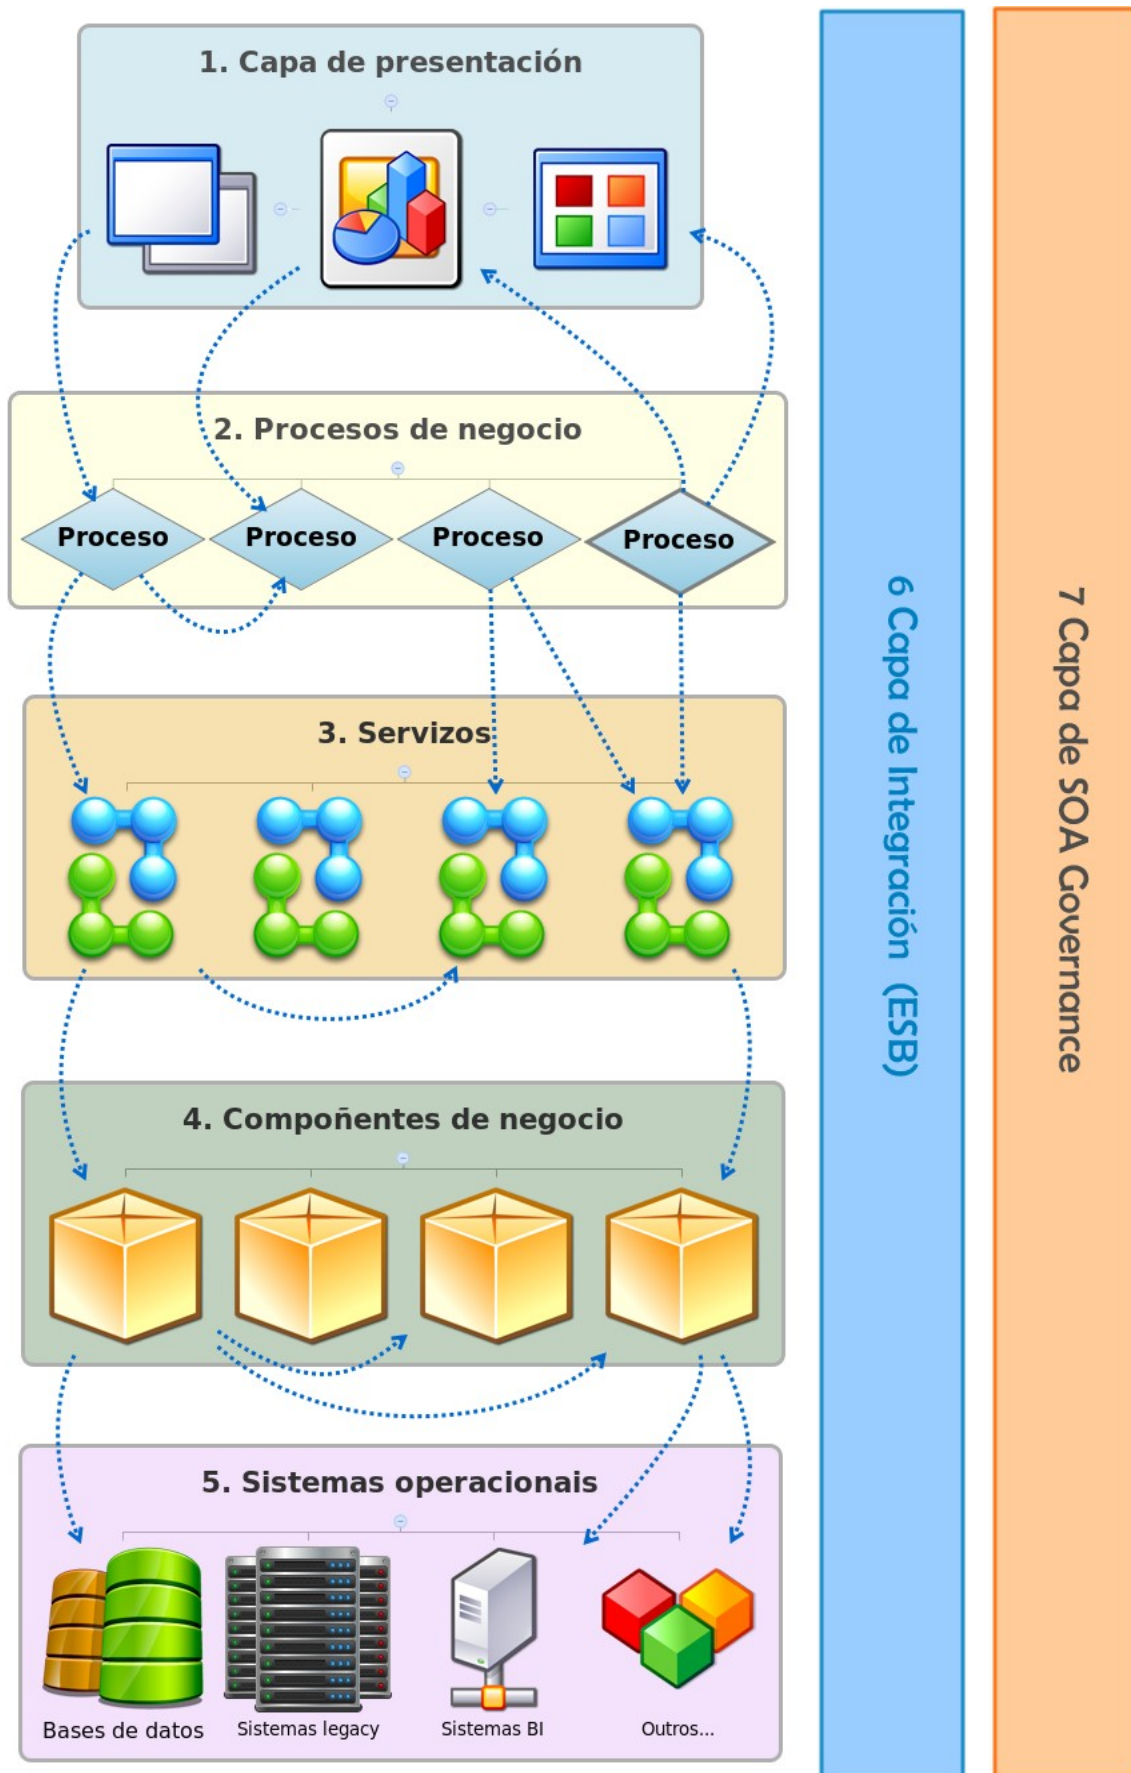 1. Capa de presentación
2. Procesos de negocio
Proceso
Proceso
Proceso
Proceso
3. Servizos
4. Compoñentes de negocio
5. Sistemas operacionais
Bases de datos
Sistemas legacy
Sistemas BI
Outros...
6 Capa de Integración (ESB)
7 Capa de SOA Governance